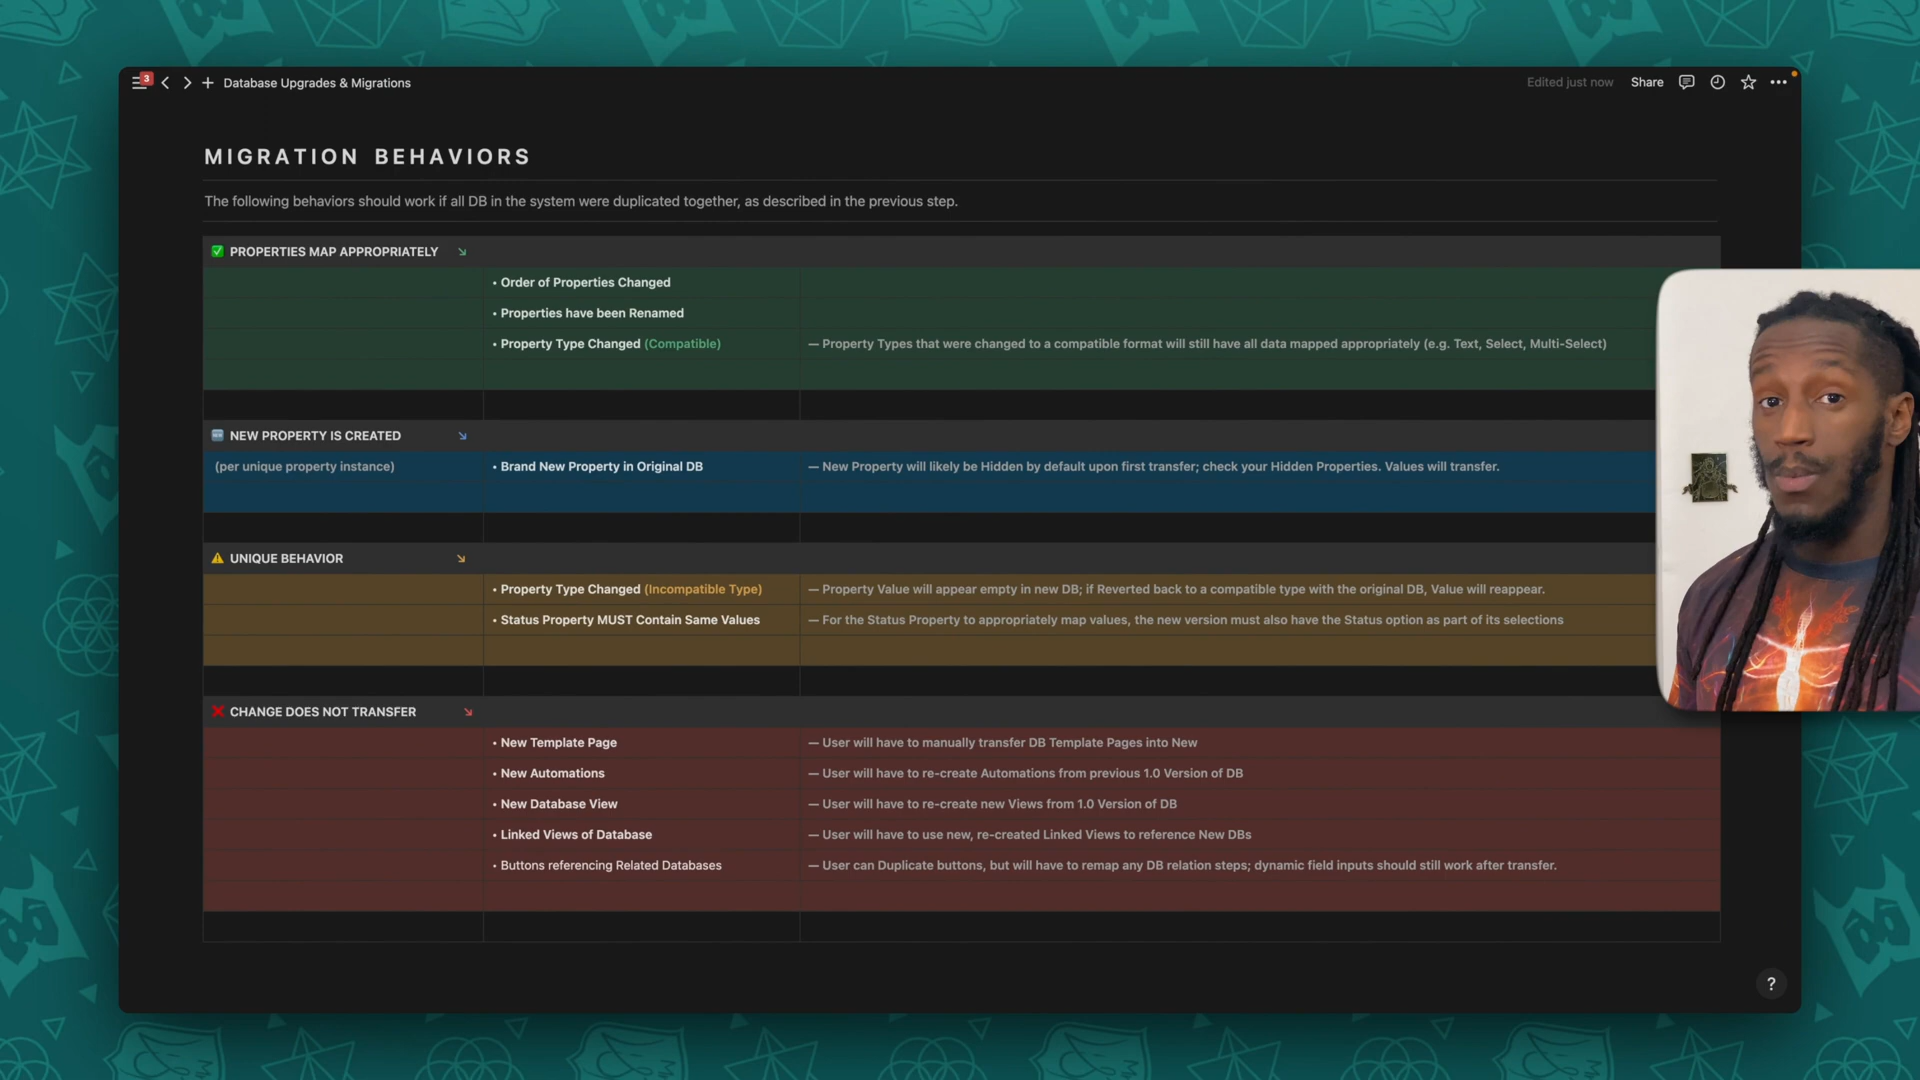 3
Database Upgrades & Migrations
Edited just now
Share
MIGRATION BEHAVIORS
The following behaviors should work if all DB in the system were duplicated together, as described in the previous step.
PROPERTIES MAP APPROPRIATELY
• Order of Properties Changed
• Properties have been Renamed
• Property Type Changed (Compatible)
— Property Types that were changed to a compatible format will still have all data mapped appropriately (e.g. Text, Select, Multi-Select)
NEW PROPERTY IS CREATED
(per unique property instance)
• Brand New Property in Original DB
— New Property will likely be Hidden by default upon first transfer; check your Hidden Properties. Values will transfer.
UNIQUE BEHAVIOR
• Property Type Changed (Incompatible Type)
— Property Value will appear empty in new DB; if Reverted back to a compatible type with the original DB, Value will reappear.
• Status Property MUST Contain Same Values
— For the Status Property to appropriately map values, the new version must also have the Status option as part of its selections
CHANGE DOES NOT TRANSFER
• New Template Page
— User will have to manually transfer DB Template Pages into New
• New Automations
— User will have to re-create Automations from previous 1.0 Version of DB
• New Database View
— User will have to re-create new Views from 1.0 Version of DB
• Linked Views of Database
— User will have to use new, re-created Linked Views to reference New DBs
• Buttons referencing Related Databases
— User can Duplicate buttons, but will have to remap any DB relation steps; dynamic field inputs should still work after transfer.
?